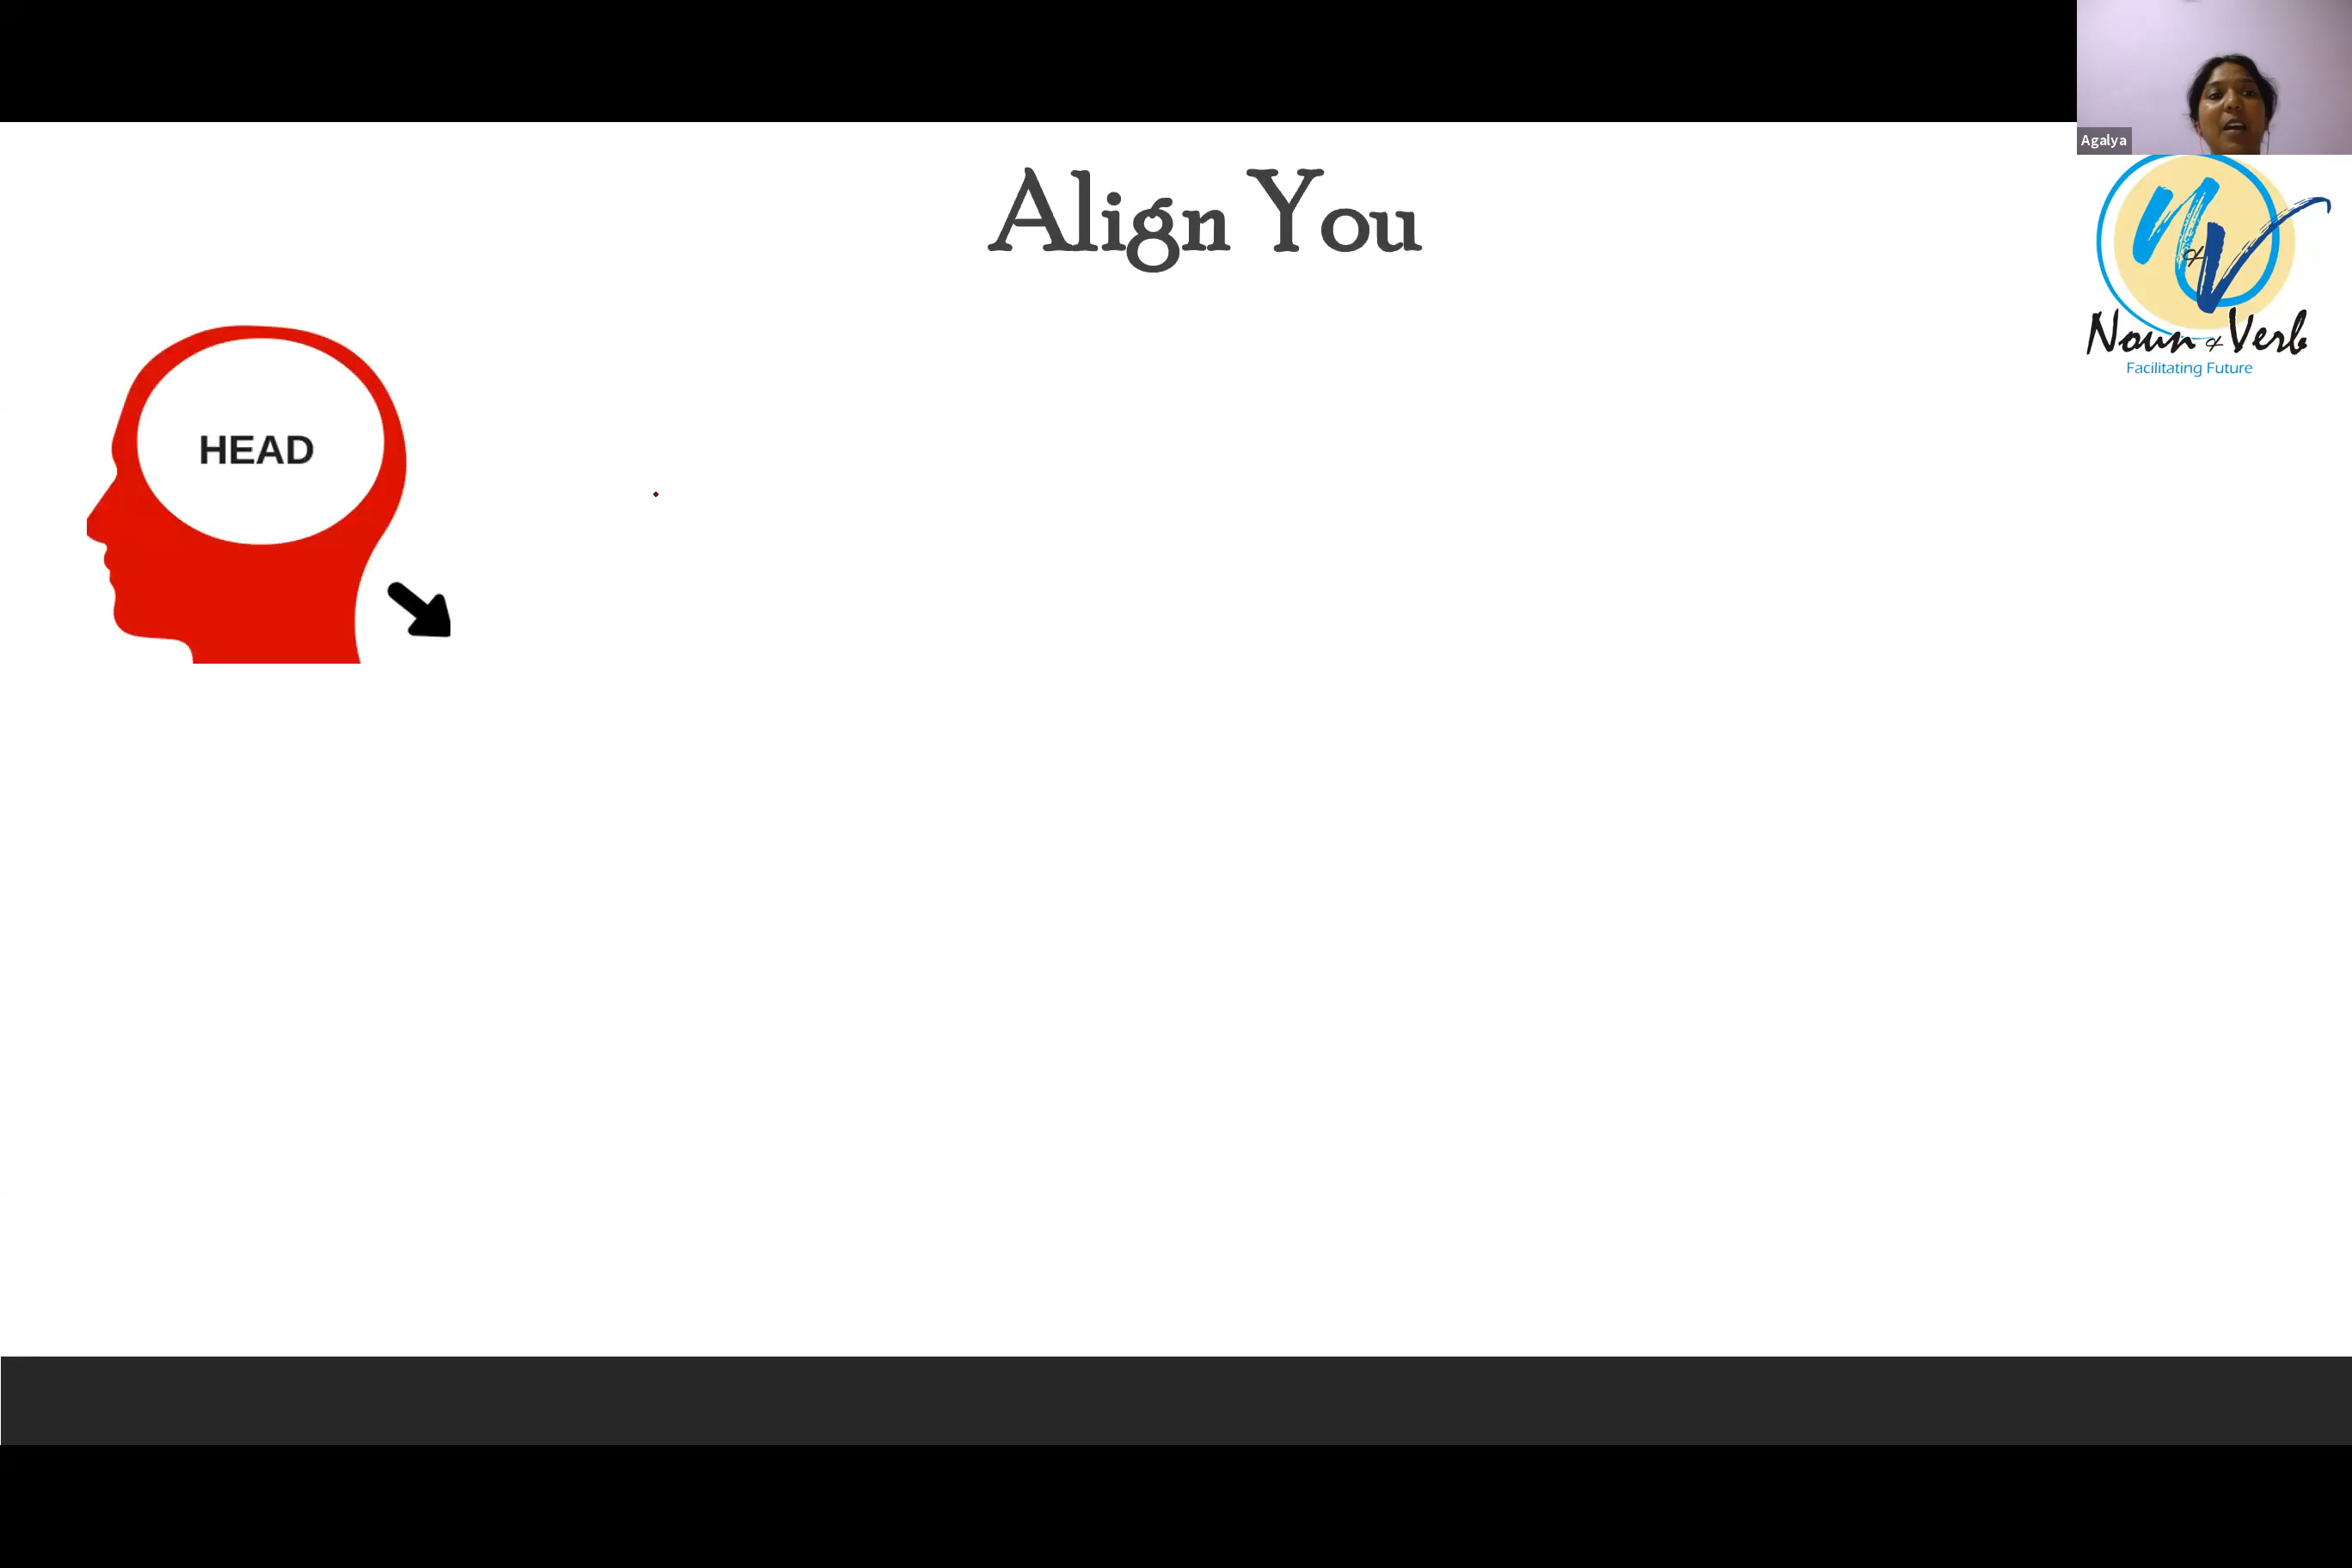 Agalya
Align You
N & V
Noun & Verb
Facilitating Future
HEAD